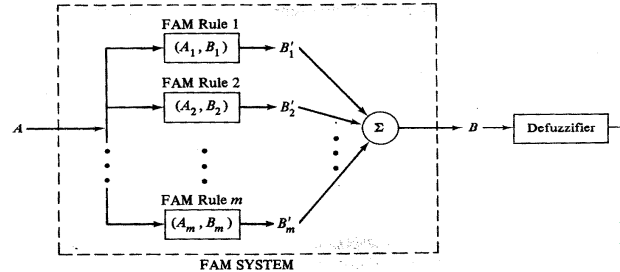 FAM Rule 1
(A₁, B₁)
B′₁
FAM Rule 2
(A₂, B₂)
B′₂
A
Σ
B
Defuzzifier
FAM Rule m
(Aₘ, Bₘ)
B′ₘ
FAM SYSTEM